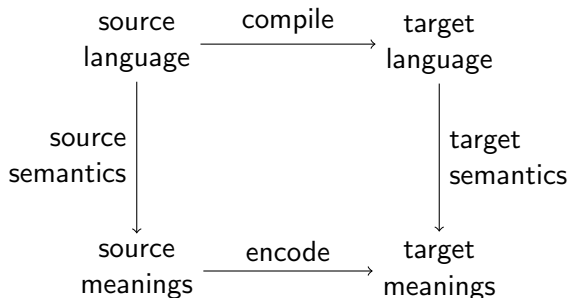 source
language
compile
target
language
source
semantics
target
semantics
source
meanings
encode
target
meanings